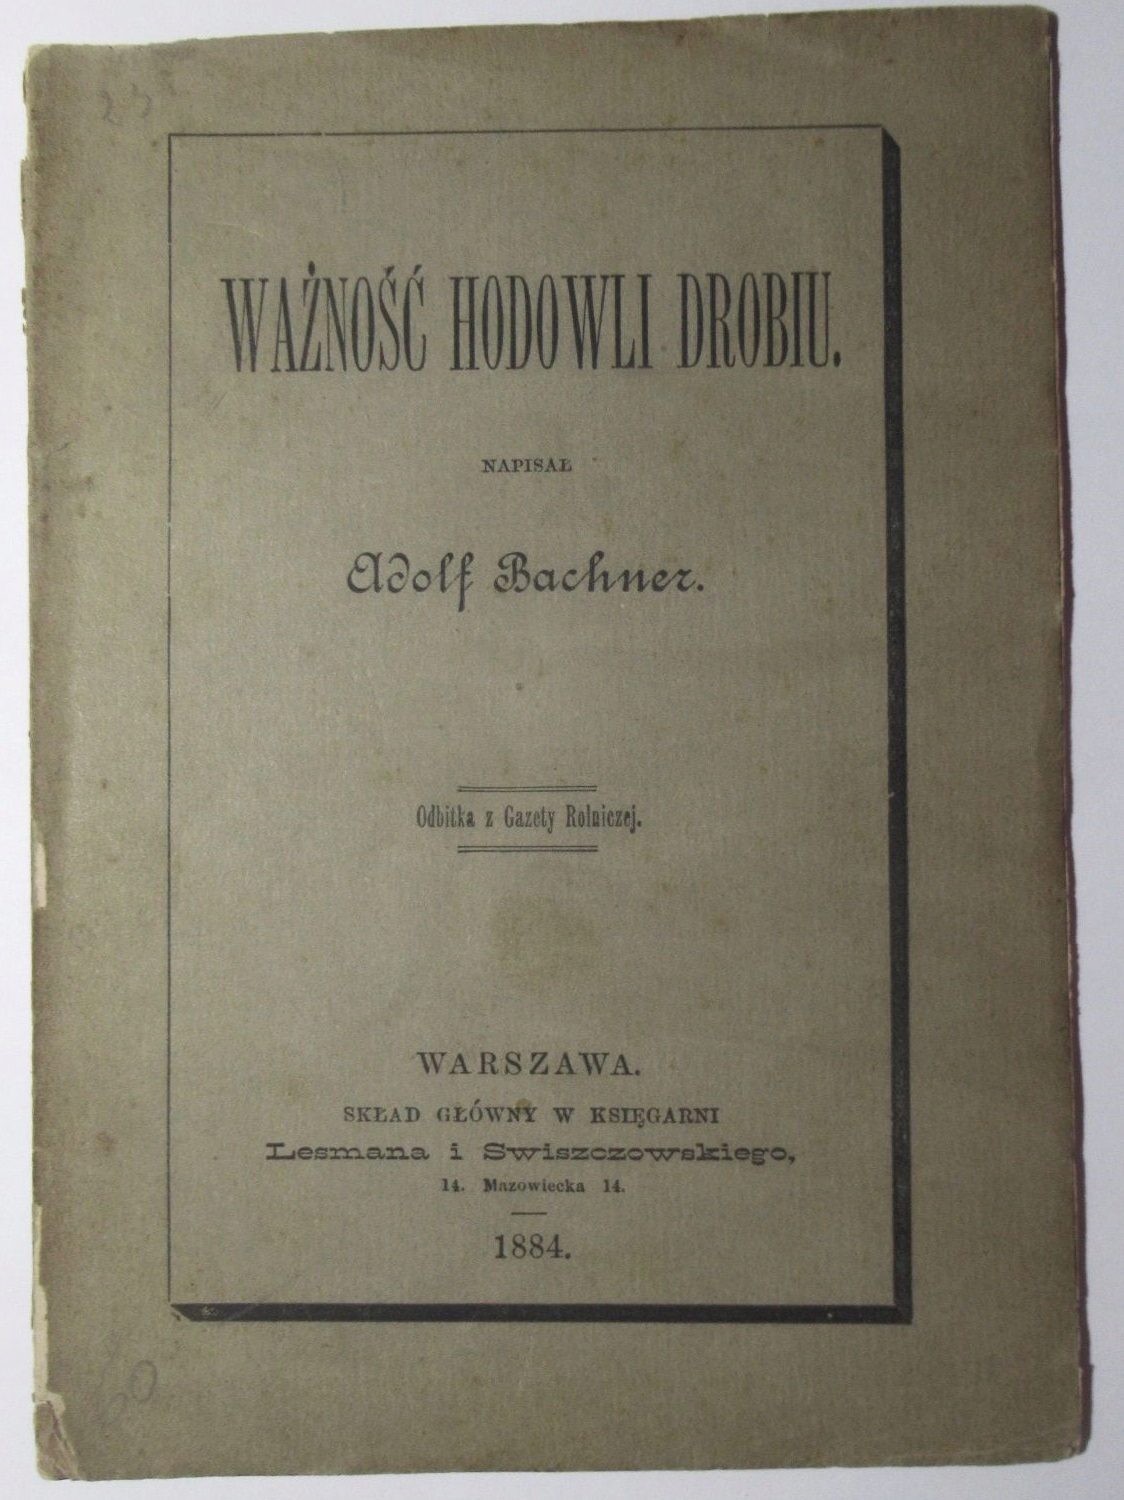 WAŻNOŚĆ HODOWLI DROBIU.
NAPISAŁ
Adolf Bachner.
Odbitka z Gazety Rolniczej.
WARSZAWA.
SKŁAD GŁÓWNY W KSIĘGARNI
Lesmana i Swiszczowskiego,
14. Mazowiecka 14.
1884.
60